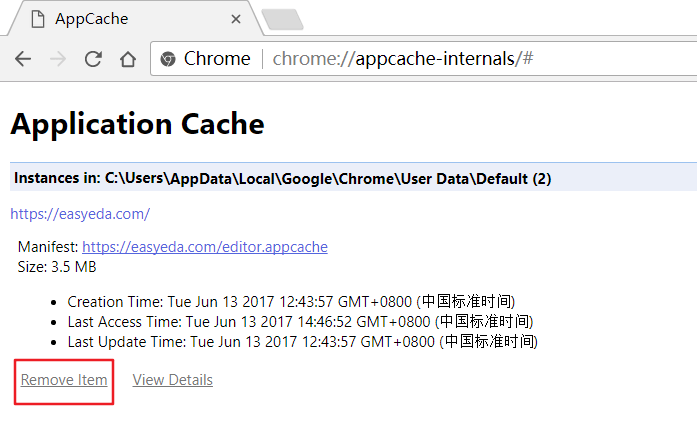 AppCache
Chrome chrome://appcache-internals/#
Application Cache
Instances in: C:\Users\AppData\Local\Google\Chrome\User Data\Default (2)
https://easyeda.com/
Manifest: https://easyeda.com/editor.appcache
Size: 3.5 MB
Creation Time: Tue Jun 13 2017 12:43:57 GMT+0800 (中国标准时间)
Last Access Time: Tue Jun 13 2017 14:46:52 GMT+0800 (中国标准时间)
Last Update Time: Tue Jun 13 2017 12:43:57 GMT+0800 (中国标准时间)
Remove Item View Details